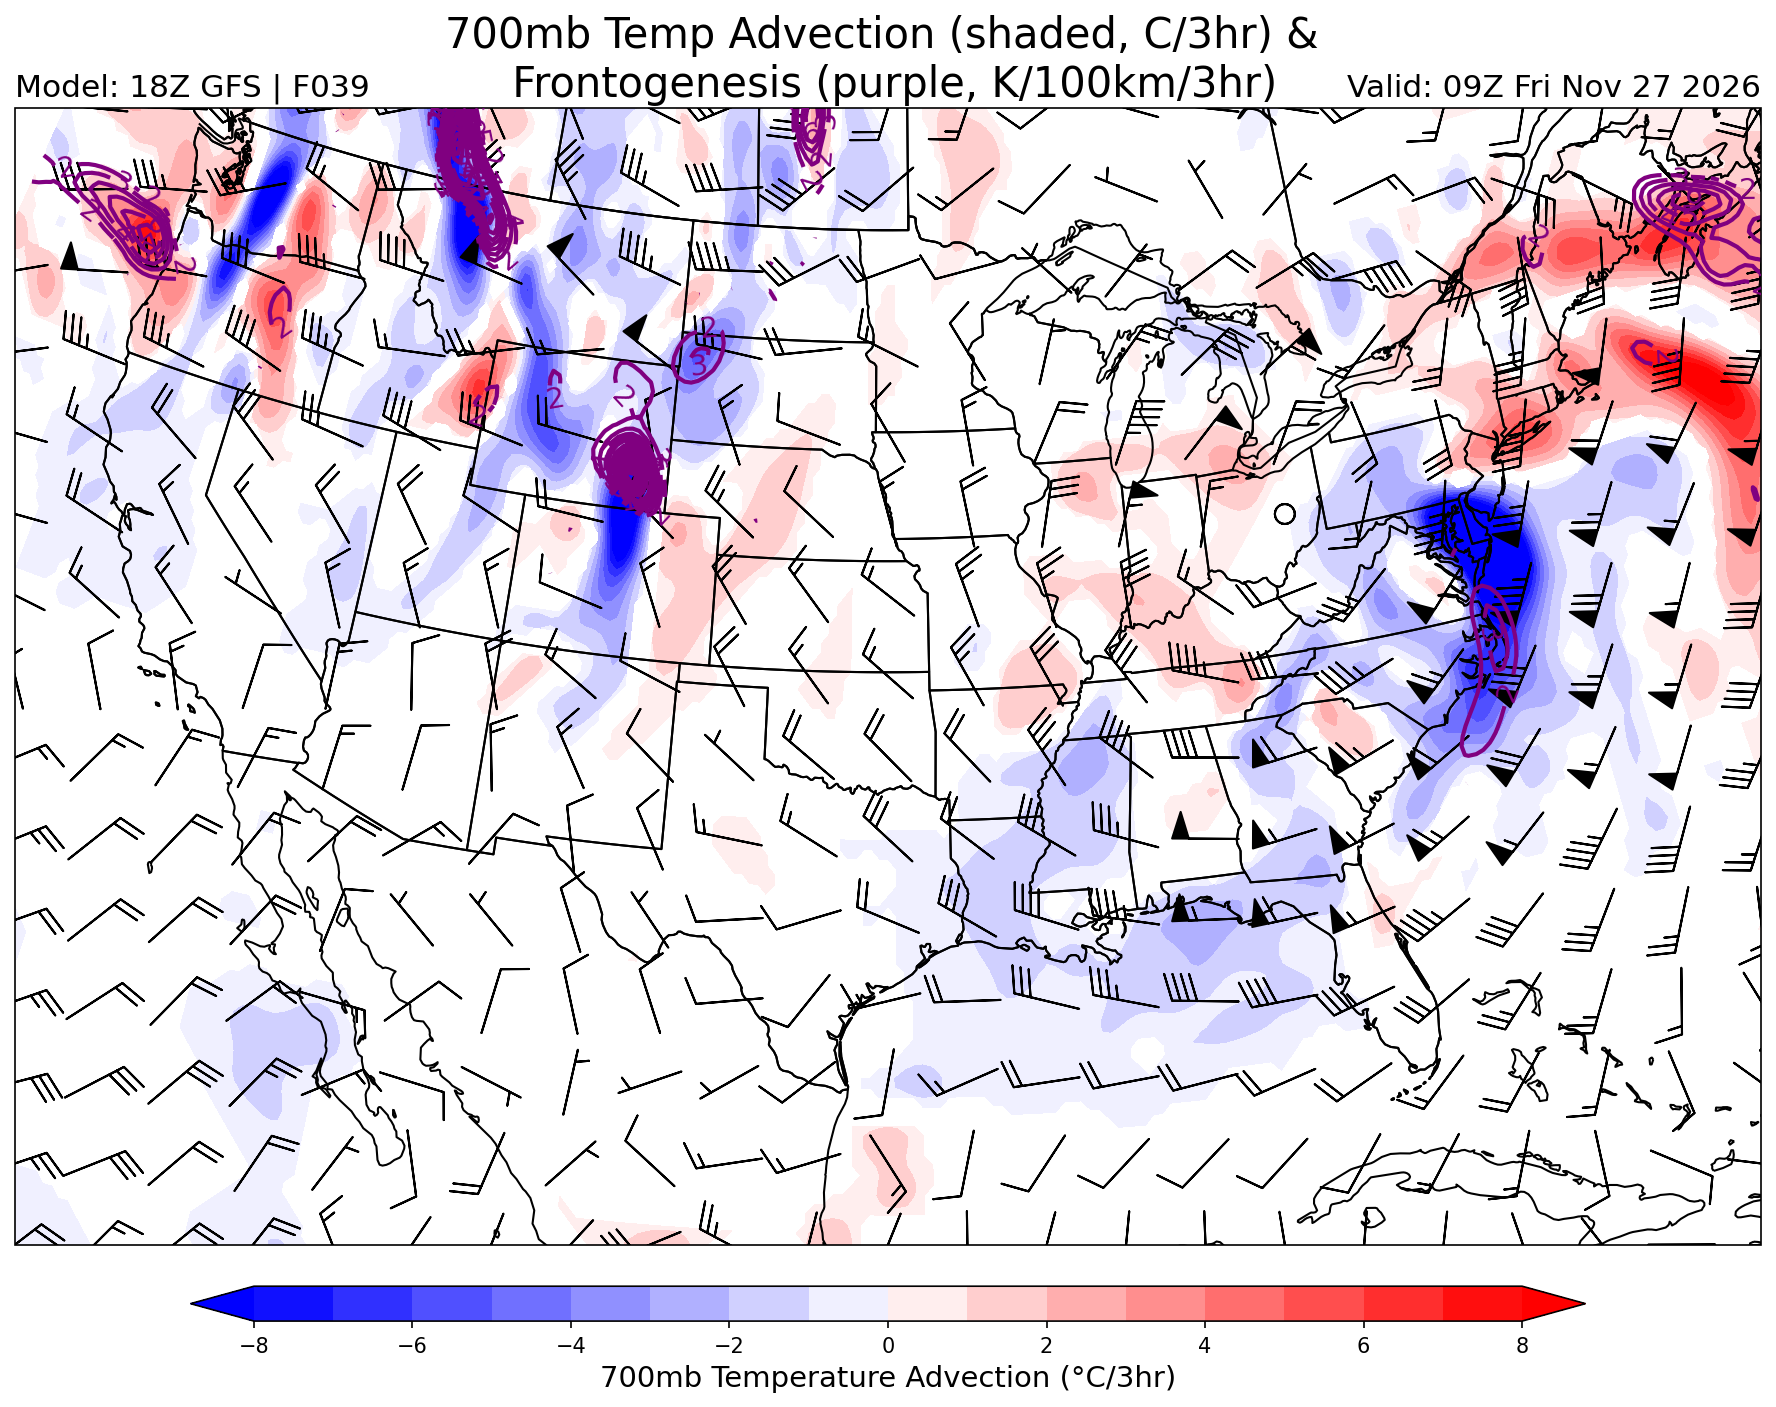 700mb Temp Advection (shaded, C/3hr) &
Frontogenesis (purple, K/100km/3hr)
Model: 18Z GFS | F039
Valid: 09Z Fri Nov 27 2026
−8 −6 −4 −2 0 2 4 6 8
700mb Temperature Advection (°C/3hr)